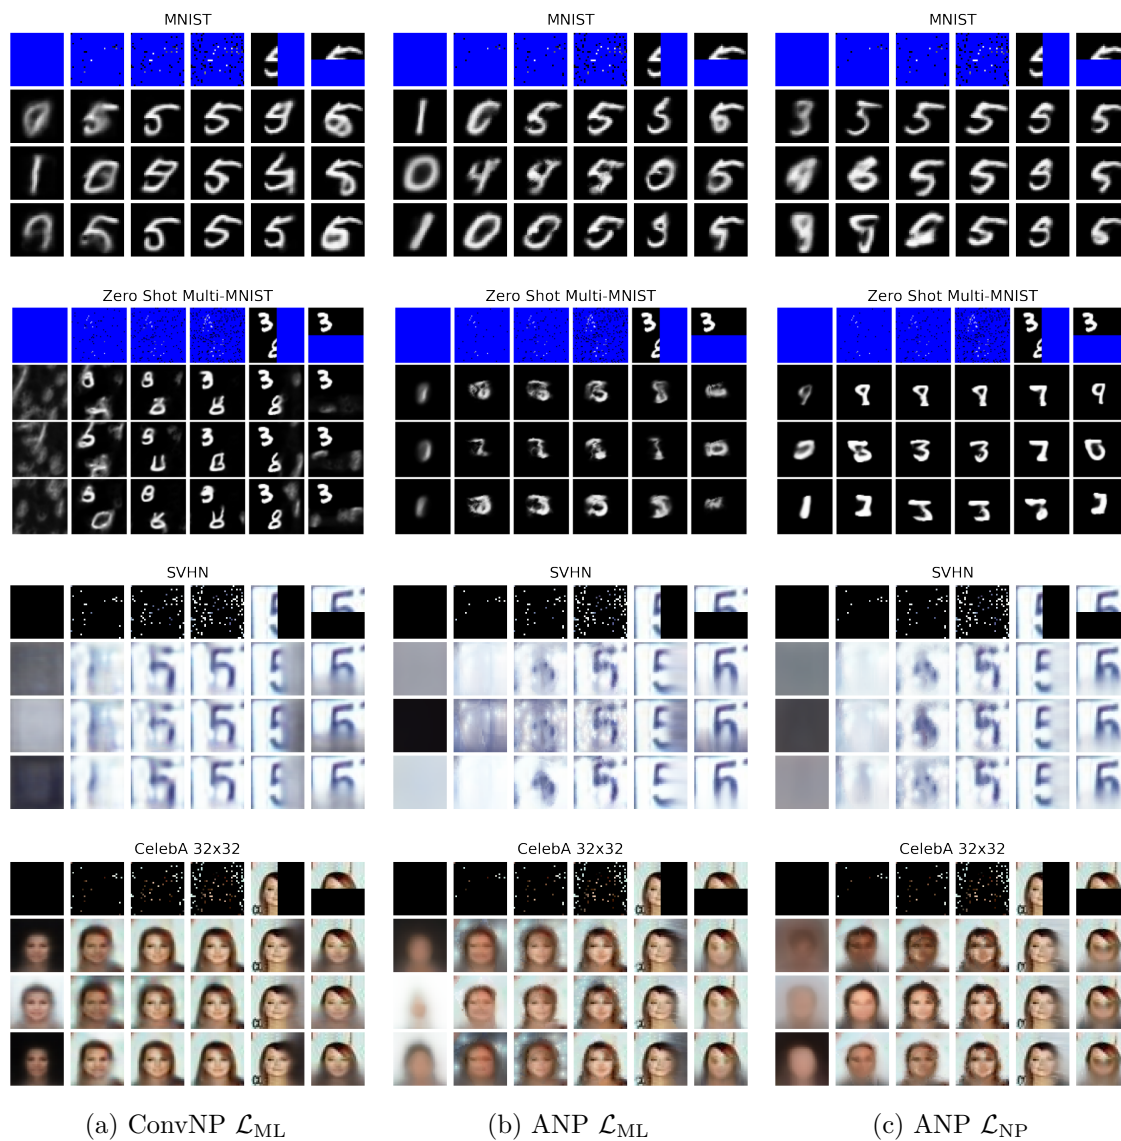 MNIST MNIST MNIST
Zero Shot Multi-MNIST Zero Shot Multi-MNIST Zero Shot Multi-MNIST
SVHN SVHN SVHN
CelebA 32x32 CelebA 32x32 CelebA 32x32
(a) ConvNP ℒ_ML (b) ANP ℒ_ML (c) ANP ℒ_NP